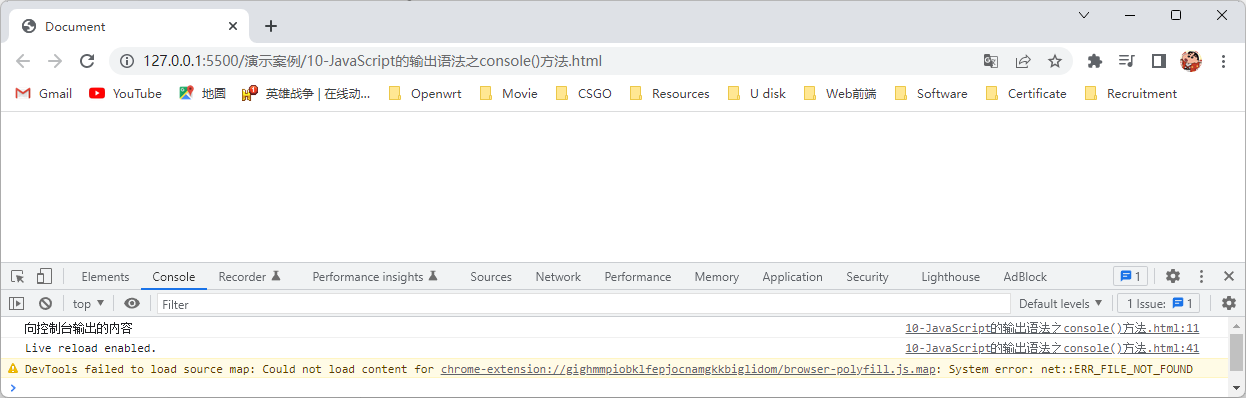 Document
127.0.0.1:5500/演示案例/10-JavaScript的输出语法之console()方法.html
Gmail YouTube 地图 英雄战争 | 在线动... Openwrt Movie CSGO Resources U disk Web前端 Software Certificate Recruitment
Elements Console Recorder Performance insights Sources Network Performance Memory Application Security Lighthouse AdBlock 1
top ▼ Filter Default levels ▼ 1 Issue: 1
向控制台输出的内容 10-JavaScript的输出语法之console()方法.html:11
Live reload enabled. 10-JavaScript的输出语法之console()方法.html:41
DevTools failed to load source map: Could not load content for chrome-extension://gighmmpiobklfepjocnamgkkbiglidom/browser-polyfill.js.map: System error: net::ERR_FILE_NOT_FOUND